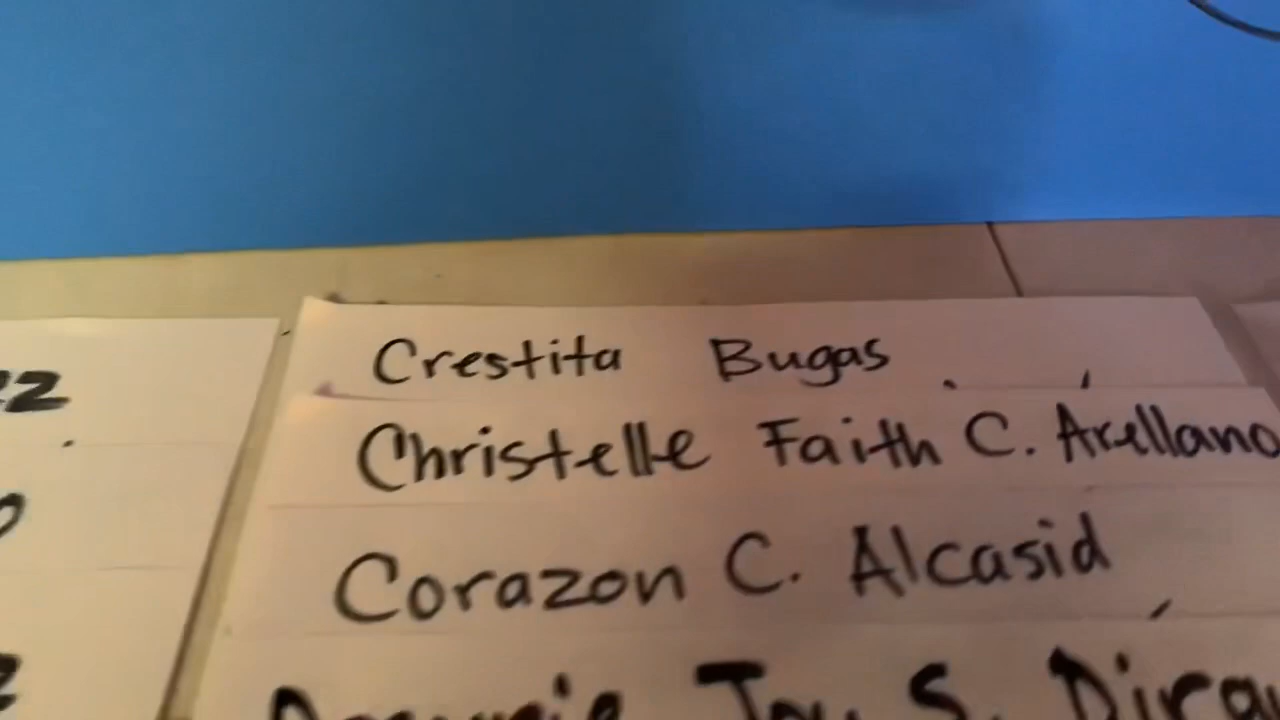 Crestita Bugas
Christelle Faith C. Arellano
Corazon C. Alcasid
S.